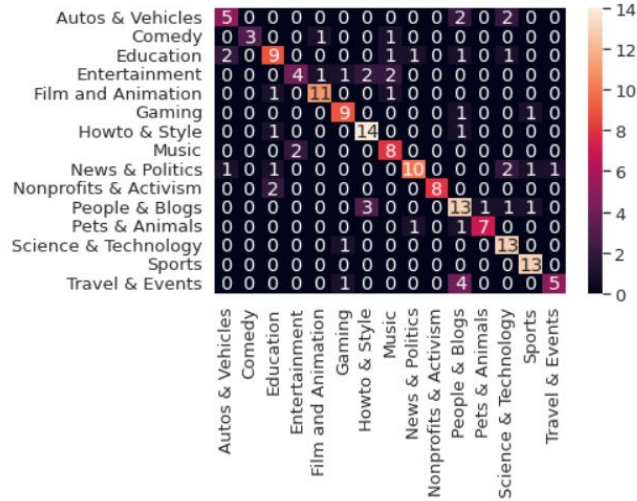 Autos & Vehicles 5 0 0 0 0 0 0 0 0 0 2 0 2 0 0
Comedy 0 3 0 0 1 0 0 1 0 0 0 0 0 0 0
Education 2 0 9 0 0 0 0 1 1 0 1 0 1 0 0
Entertainment 0 0 0 4 1 1 2 2 0 0 0 0 0 0 0
Film and Animation 0 0 1 0 11 0 0 1 0 0 0 0 0 0 0
Gaming 0 0 0 0 0 9 0 0 0 0 1 0 0 1 0
Howto & Style 0 0 1 0 0 0 14 0 0 0 1 0 0 0 0
Music 0 0 0 2 0 0 0 8 0 0 0 0 0 0 0
News & Politics 1 0 1 0 0 0 0 0 10 0 0 0 2 1 1
Nonprofits & Activism 0 0 2 0 0 0 0 0 0 8 0 0 0 0 0
People & Blogs 0 0 0 0 0 0 3 0 0 0 13 1 1 1 0
Pets & Animals 0 0 0 0 0 0 0 0 1 0 1 7 0 0 0
Science & Technology 0 0 0 0 0 1 0 0 0 0 0 0 13 0 0
Sports 0 0 0 0 0 0 0 0 0 0 0 0 0 13 0
Travel & Events 0 0 0 0 0 1 0 0 0 0 4 0 0 0 5
Autos & Vehicles
Comedy
Education
Entertainment
Film and Animation
Gaming
Howto & Style
Music
News & Politics
Nonprofits & Activism
People & Blogs
Pets & Animals
Science & Technology
Sports
Travel & Events
14
12
10
8
6
4
2
0